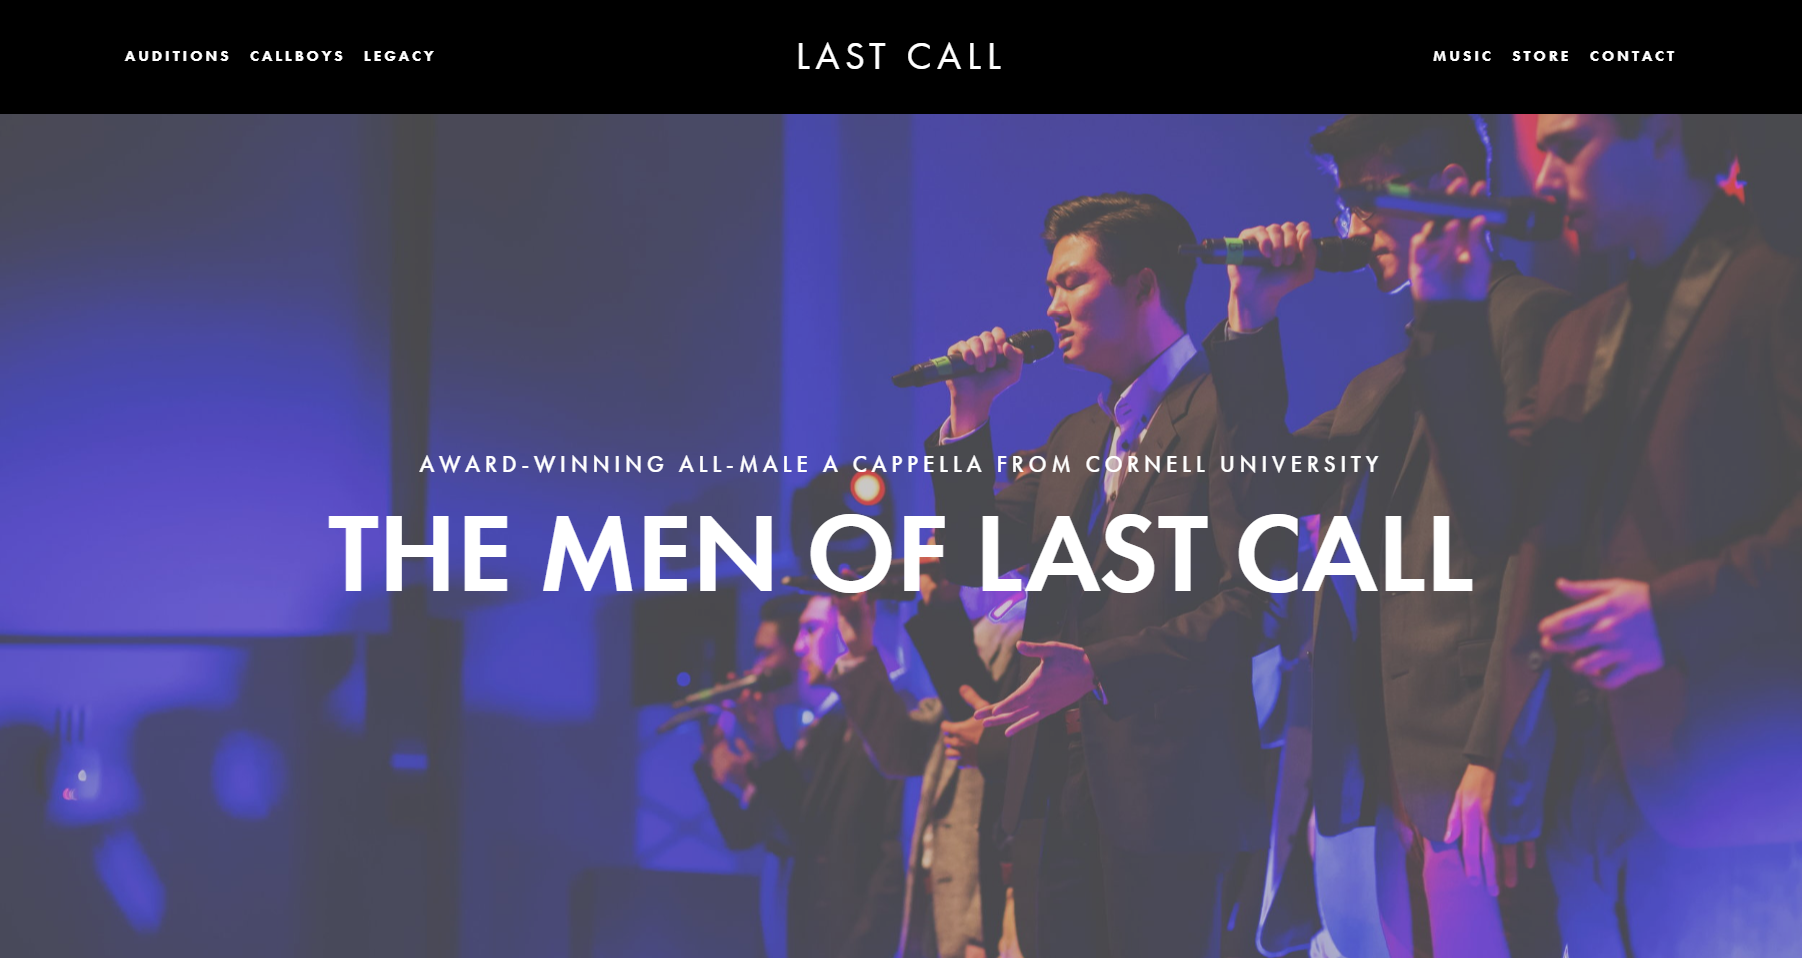 AUDITIONS CALLBOYS LEGACY
LAST CALL
MUSIC STORE CONTACT
AWARD-WINNING ALL-MALE A CAPPELLA FROM CORNELL UNIVERSITY
THE MEN OF LAST CALL